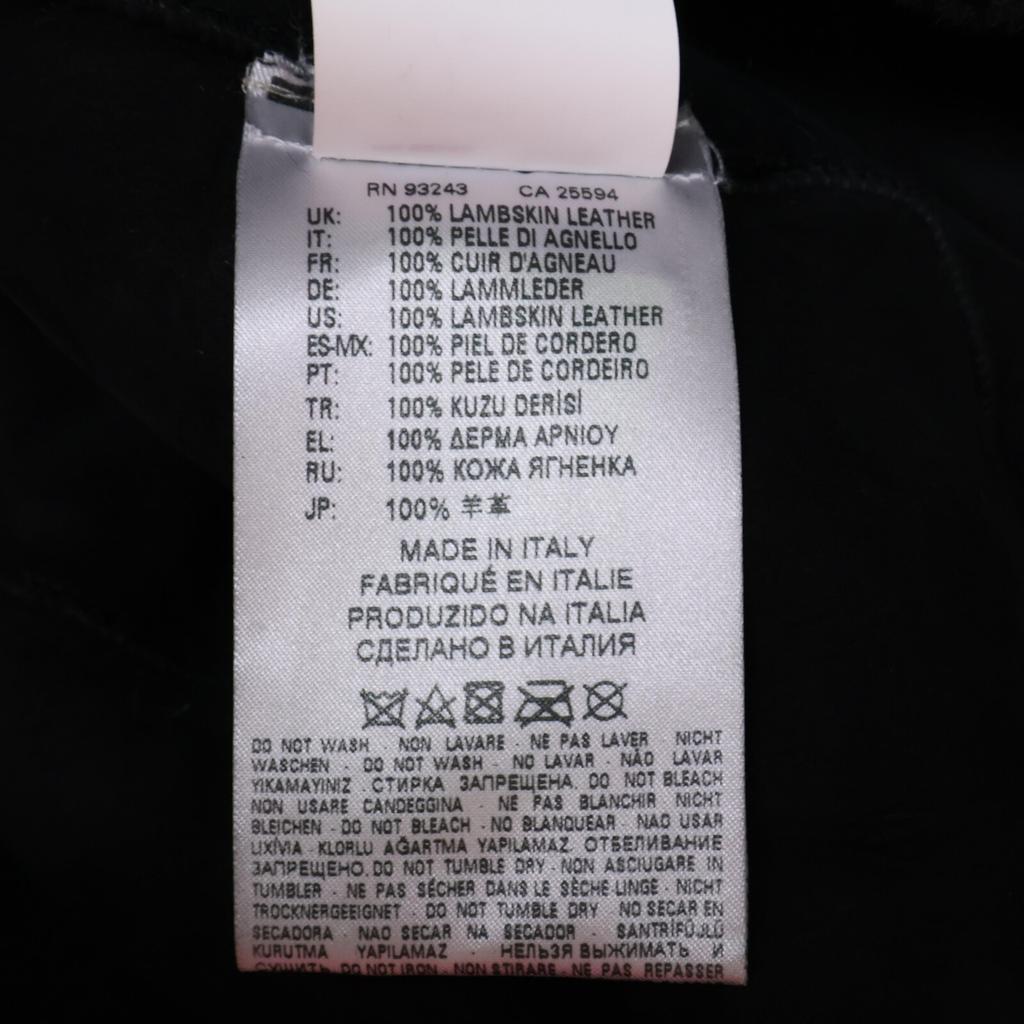 RN 93243 CA 25594
UK: 100% LAMBSKIN LEATHER
IT: 100% PELLE DI AGNELLO
FR: 100% CUIR D'AGNEAU
DE: 100% LAMMLEDER
US: 100% LAMBSKIN LEATHER
ES-MX: 100% PIEL DE CORDERO
PT: 100% PELE DE CORDEIRO
TR: 100% KUZU DERİSİ
EL: 100% ΔΕΡΜΑ ΑΡΝΙΟΥ
RU: 100% КОЖА ЯГНЕНКА
JP: 100% 羊革
MADE IN ITALY
FABRIQUÉ EN ITALIE
PRODUZIDO NA ITALIA
СДЕЛАНО В ИТАЛИЯ
DO NOT WASH - NON LAVARE - NE PAS LAVER NICHT
WASCHEN - DO NOT WASH - NO LAVAR - NÃO LAVAR
YIKAMAYINIZ . СТИРКА ЗАПРЕЩЕНА. DO NOT BLEACH
NON USARE CANDEGGINA - NE PAS BLANCHIR NICHT
BLEICHEN - DO NOT BLEACH - NO BLANQUEAR - NAO USAR
LIXÍVIA - KLORLU AĞARTMA YAPILAMAZ. ОТБЕЛИВАНИЕ
ЗАПРЕЩЕНО. DO NOT TUMBLE DRY - NON ASCIUGARE IN
TUMBLER - NE PAS SÉCHER DANS LE SÈCHE-LINGE - NICHT
TROCKNERGEEIGNET - DO NOT TUMBLE DRY NO SECAR EN
SECADORA - NAO SECAR NA SECADOR - SANTRİFÜJLÜ
KURUTMA YAPILAMAZ - НЕЛЬЗЯ ВЫЖИМАТЬ И
СУШИТЬ. DO NOT IRON - NON STIRARE - NE PAS REPASSER